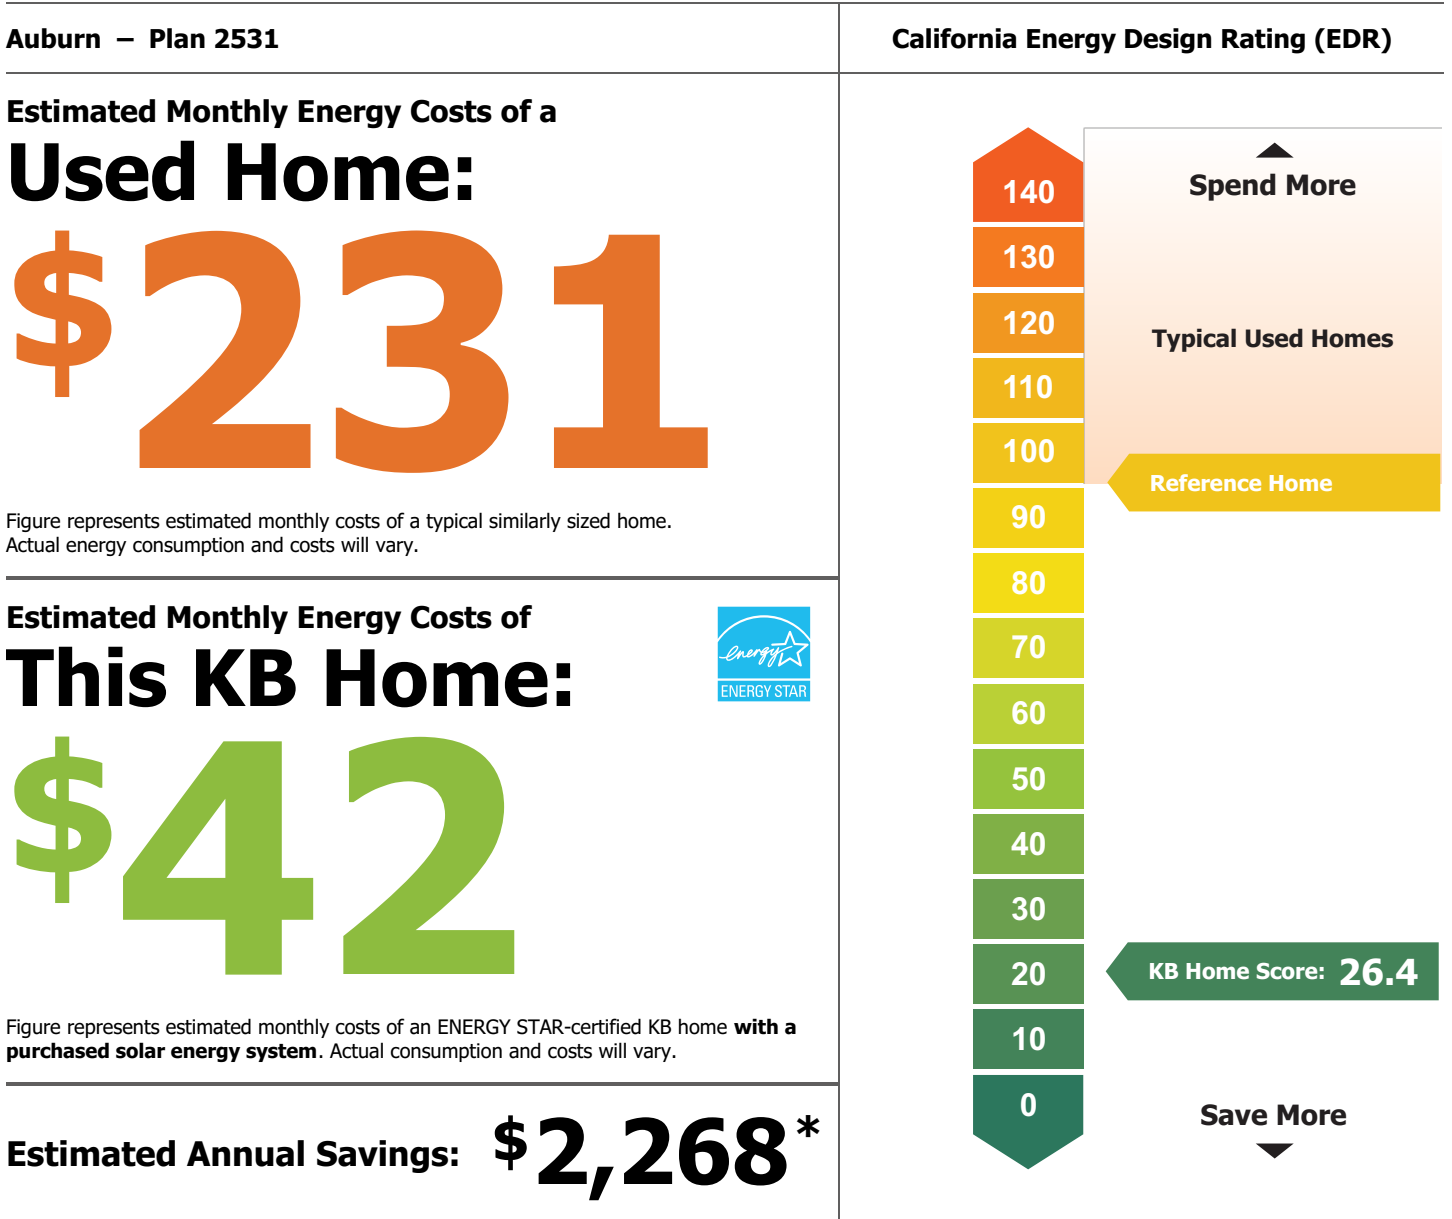 Auburn – Plan 2531
Estimated Monthly Energy Costs of a
Used Home:
$231
Figure represents estimated monthly costs of a typical similarly sized home.
Actual energy consumption and costs will vary.
Estimated Monthly Energy Costs of
This KB Home:
energy
ENERGY STAR
$42
Figure represents estimated monthly costs of an ENERGY STAR-certified KB home with a
purchased solar energy system. Actual consumption and costs will vary.
Estimated Annual Savings: $2,268*
California Energy Design Rating (EDR)
140
130
120
110
100
90
80
70
60
50
40
30
20
10
0
Spend More
Typical Used Homes
Reference Home
KB Home Score: 26.4
Save More